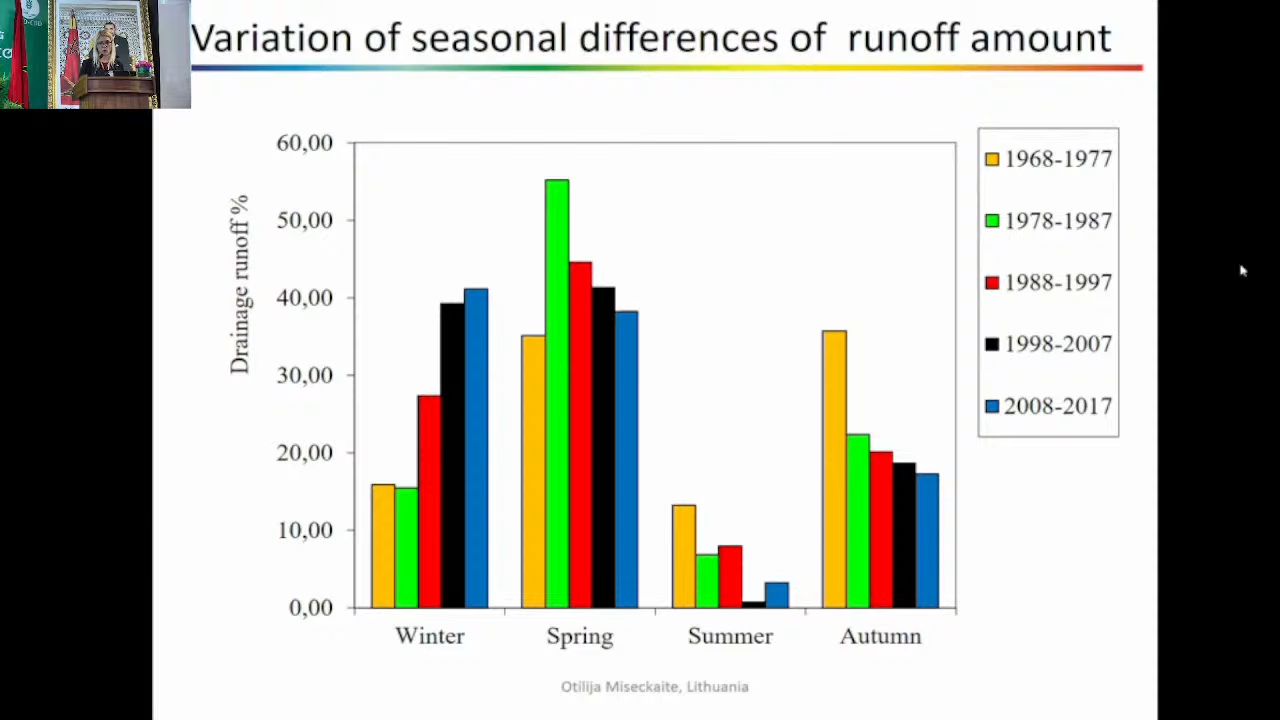 Variation of seasonal differences of runoff amount
60,00
50,00
40,00
30,00
20,00
10,00
0,00
Drainage runoff %
Winter
Spring
Summer
Autumn
1968-1977
1978-1987
1988-1997
1998-2007
2008-2017
Otilija Miseckaite, Lithuania